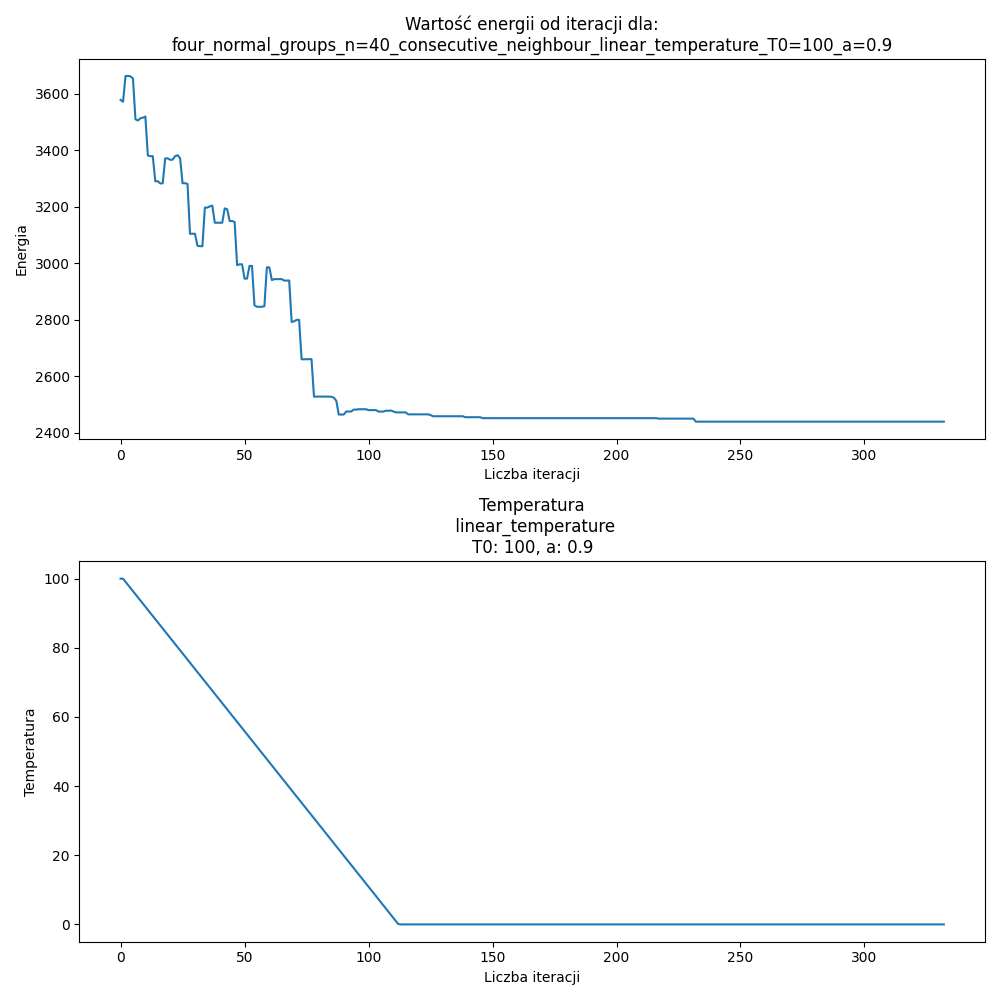 Wartość energii od iteracji dla:
four_normal_groups_n=40_consecutive_neighbour_linear_temperature_T0=100_a=0.9
Energia
3600
3400
3200
3000
2800
2600
2400
0 50 100 150 200 250 300
Liczba iteracji
Temperatura
linear_temperature
T0: 100, a: 0.9
Temperatura
100
80
60
40
20
0
0 50 100 150 200 250 300
Liczba iteracji